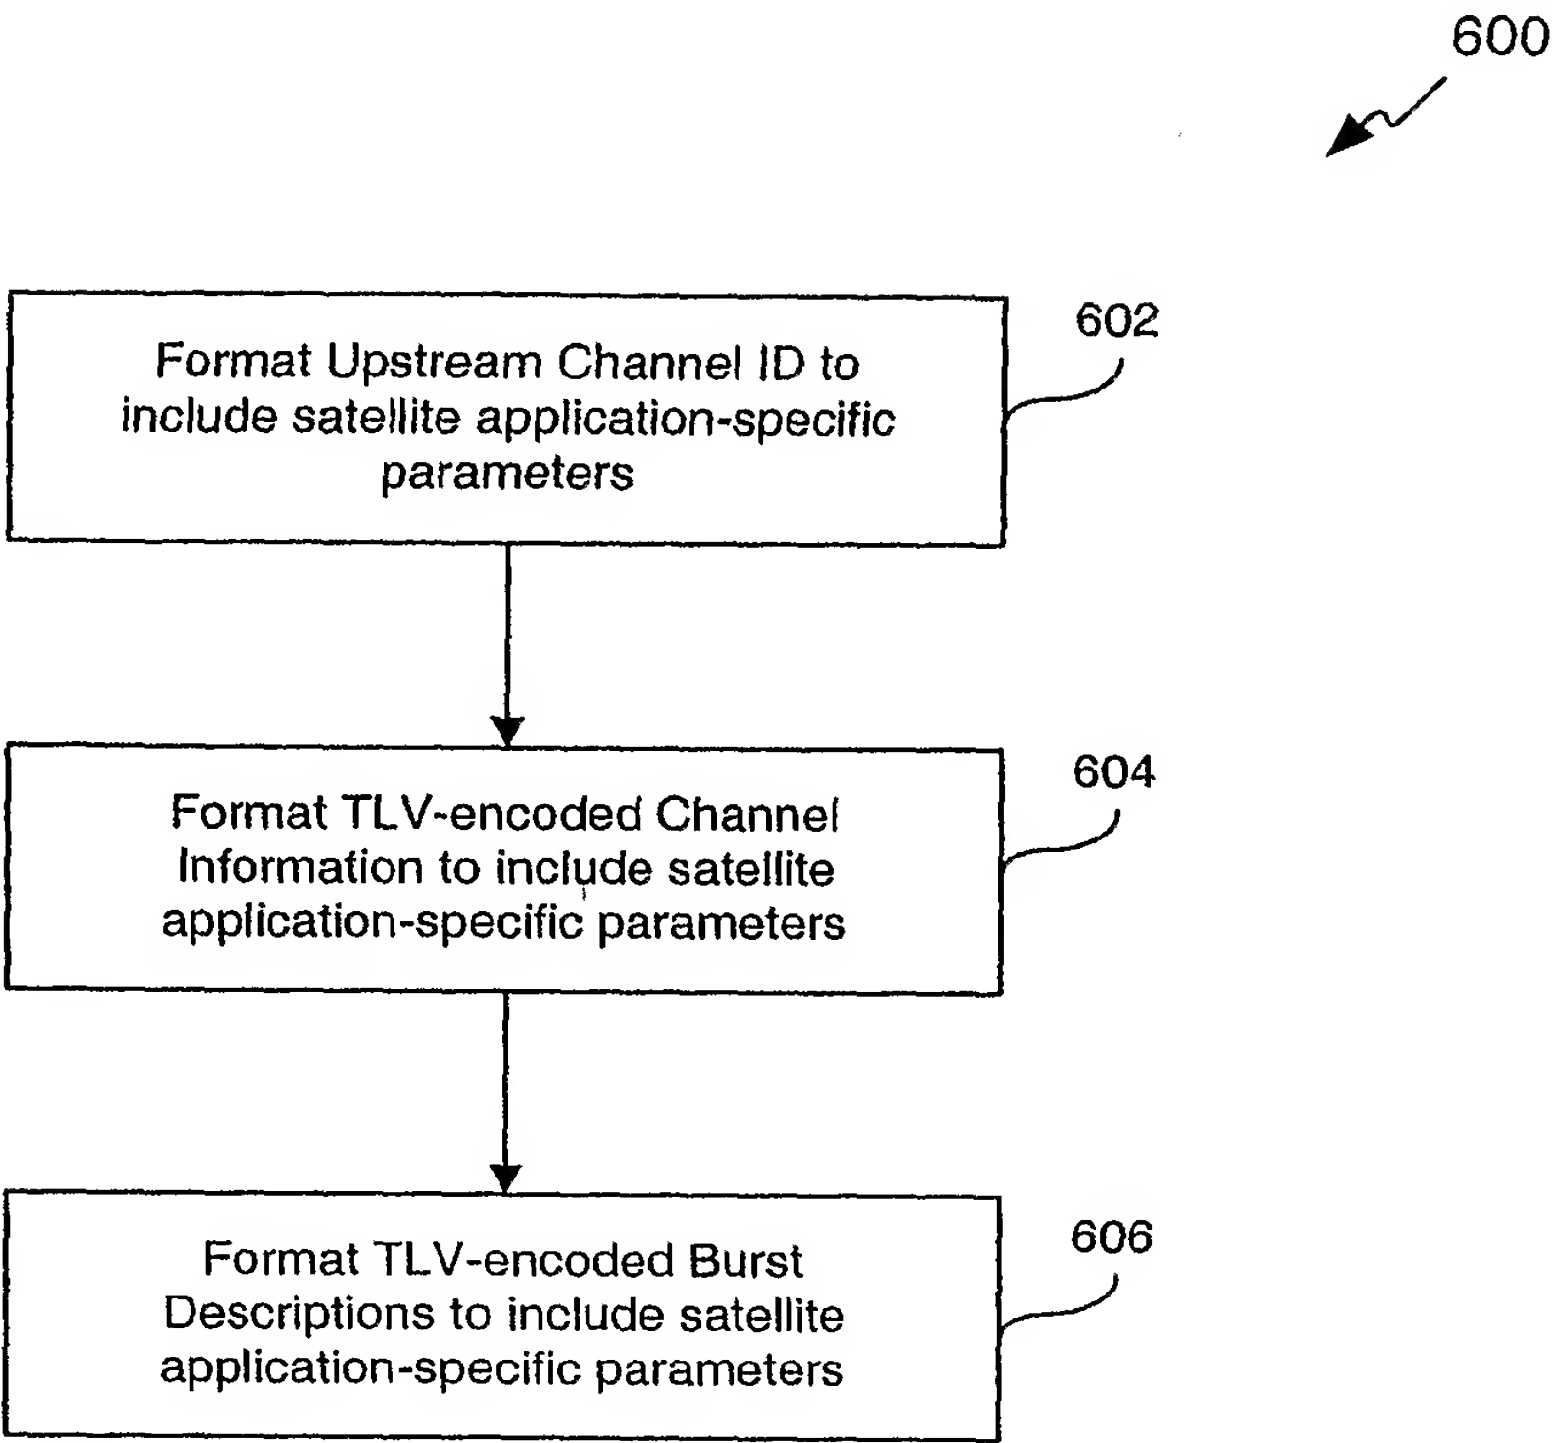 600
Format Upstream Channel ID to
include satellite application-specific
parameters
602
Format TLV-encoded Channel
Information to include satellite
application-specific parameters
604
Format TLV-encoded Burst
Descriptions to include satellite
application-specific parameters
606